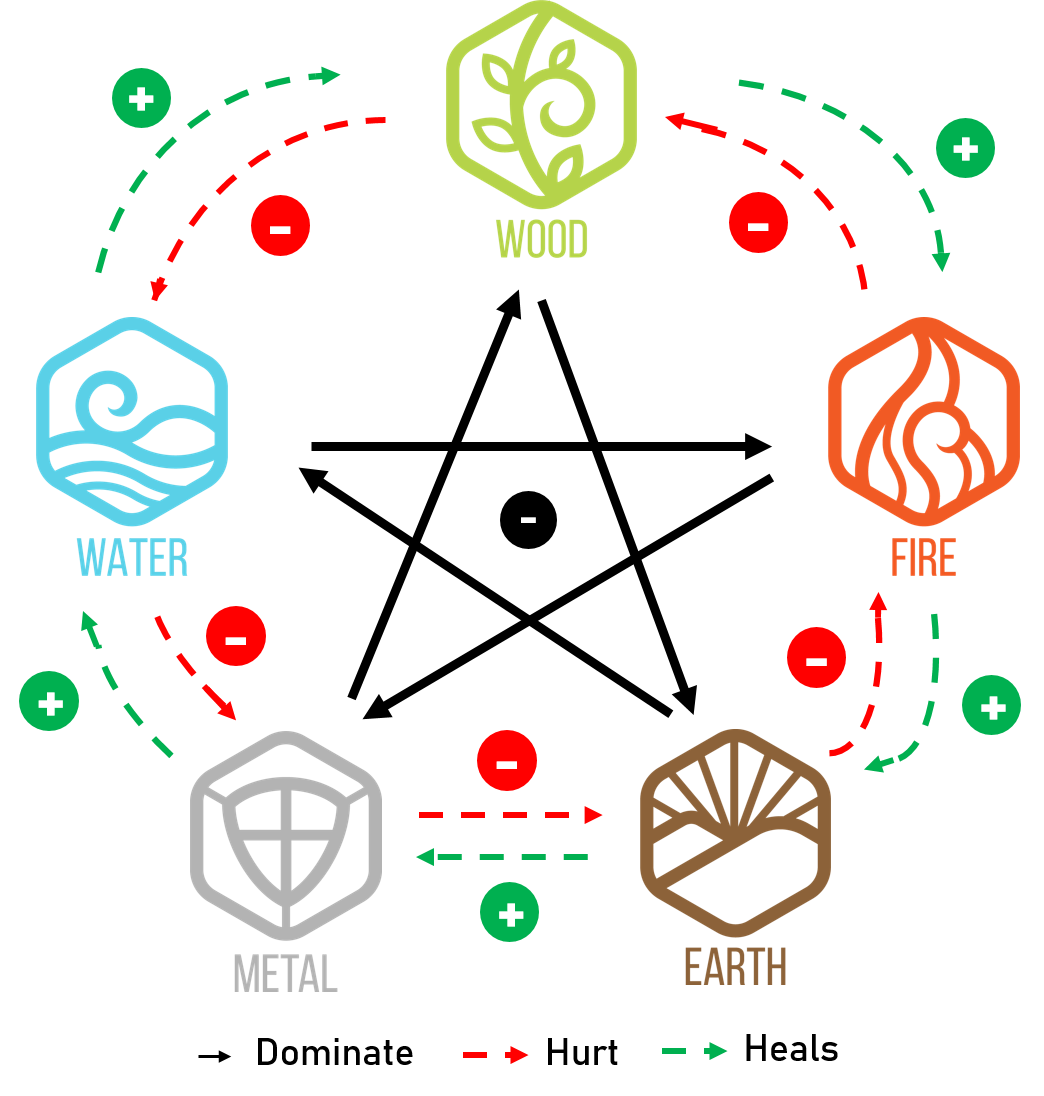 +
+
-
-
WOOD
-
WATER
FIRE
-
-
+
+
-
+
METAL
EARTH
Dominate
Hurt
Heals